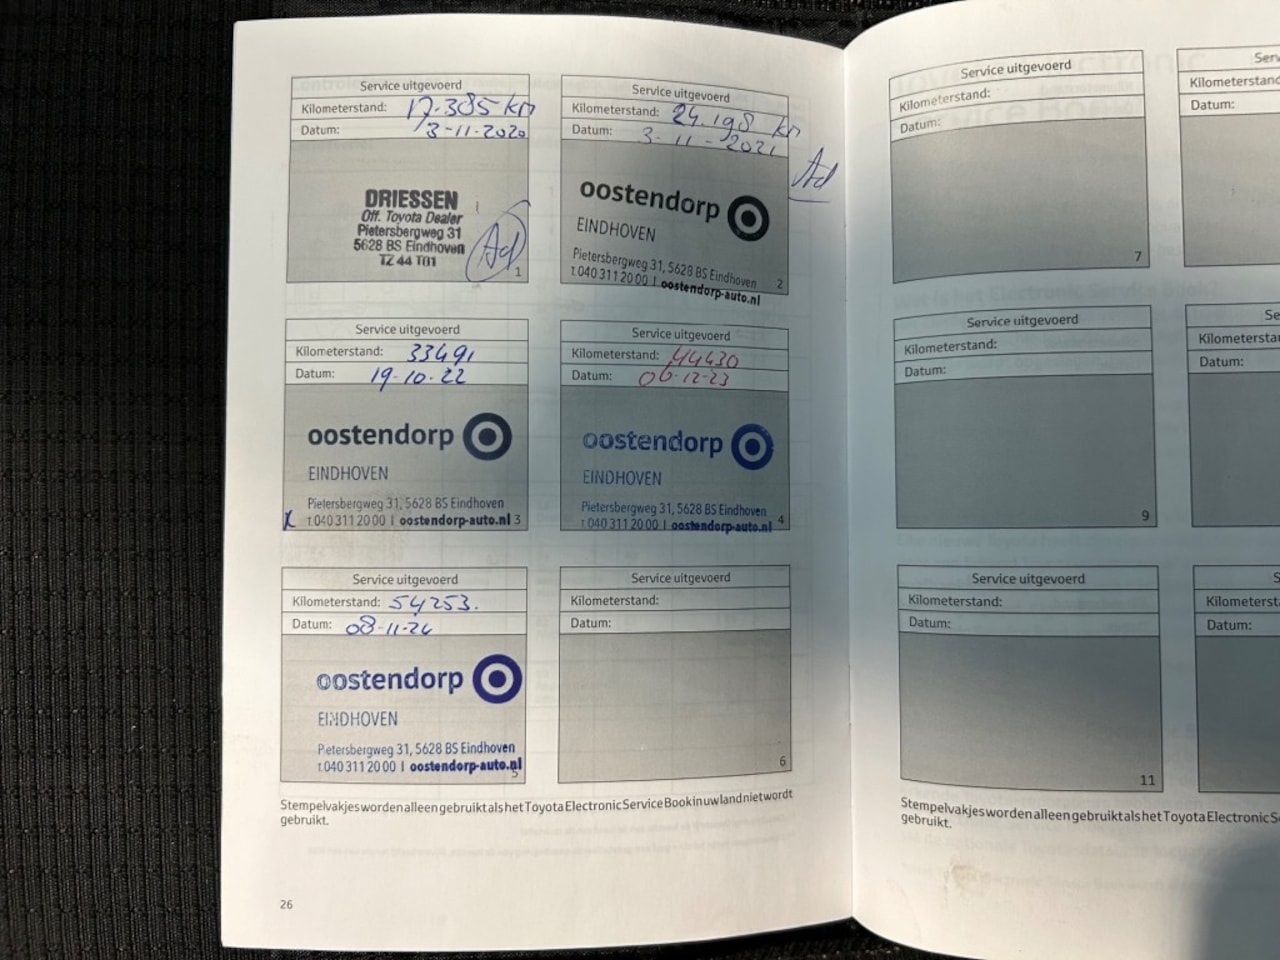 Service uitgevoerd
Kilometerstand: 17.385 km
Datum: 3-11-2020
DRIESSEN
Off. Toyota Dealer
Pietersbergweg 31
5628 BS Eindhoven
TZ 44 T01
1
Service uitgevoerd
Kilometerstand: 24.198 km
Datum: 3-11-2021
oostendorp
EINDHOVEN
Pietersbergweg 31, 5628 BS Eindhoven
t.040 311 20 00 | oostendorp-auto.nl
2
Service uitgevoerd
Kilometerstand: 33491
Datum: 19-10-22
oostendorp
EINDHOVEN
Pietersbergweg 31, 5628 BS Eindhoven
t.040 311 20 00 | oostendorp-auto.nl 3
Service uitgevoerd
Kilometerstand: 44430
Datum: 06-12-23
oostendorp
EINDHOVEN
Pietersbergweg 31, 5628 BS Eindhoven
t.040 311 20 00 | oostendorp-auto.nl 4
Service uitgevoerd
Kilometerstand: 54253.
Datum: 08-11-24
oostendorp
EINDHOVEN
Pietersbergweg 31, 5628 BS Eindhoven
t.040 311 20 00 | oostendorp-auto.nl
5
Service uitgevoerd
Kilometerstand:
Datum:
6
Stempelvakjes worden alleen gebruikt als het Toyota Electronic Service Book in uw land niet wordt
gebruikt.
26
Service uitgevoerd
Kilometerstand:
Datum:
7
Kilometerstand
Datum:
Service uitgevoerd
Kilometerstand:
Datum:
9
Datum:
Service uitgevoerd
Kilometerstand:
Datum:
11
Datum:
Stempelvakjes worden alleen gebruikt als het Toyota Electronic
gebruikt.